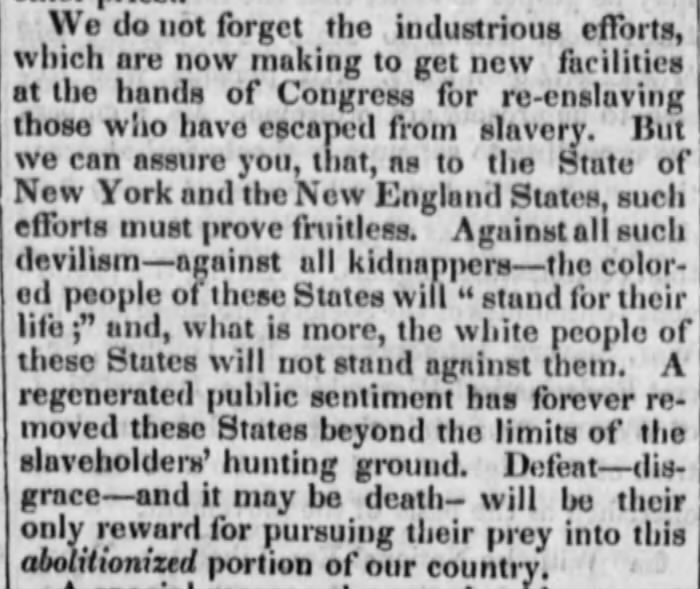 We do not forget the industrious efforts,
which are now making to get new facilities
at the hands of Congress for re-enslaving
those who have escaped from slavery. But
we can assure you, that, as to the State of
New York and the New England States, such
efforts must prove fruitless. Against all such
devilism—against all kidnappers—the color-
ed people of these States will “ stand for their
life ;” and, what is more, the white people of
these States will not stand against them. A
regenerated public sentiment has forever re-
moved these States beyond the limits of the
slaveholders’ hunting ground. Defeat—dis-
grace—and it may be death– will be their
only reward for pursuing their prey into this
abolitionized portion of our country.